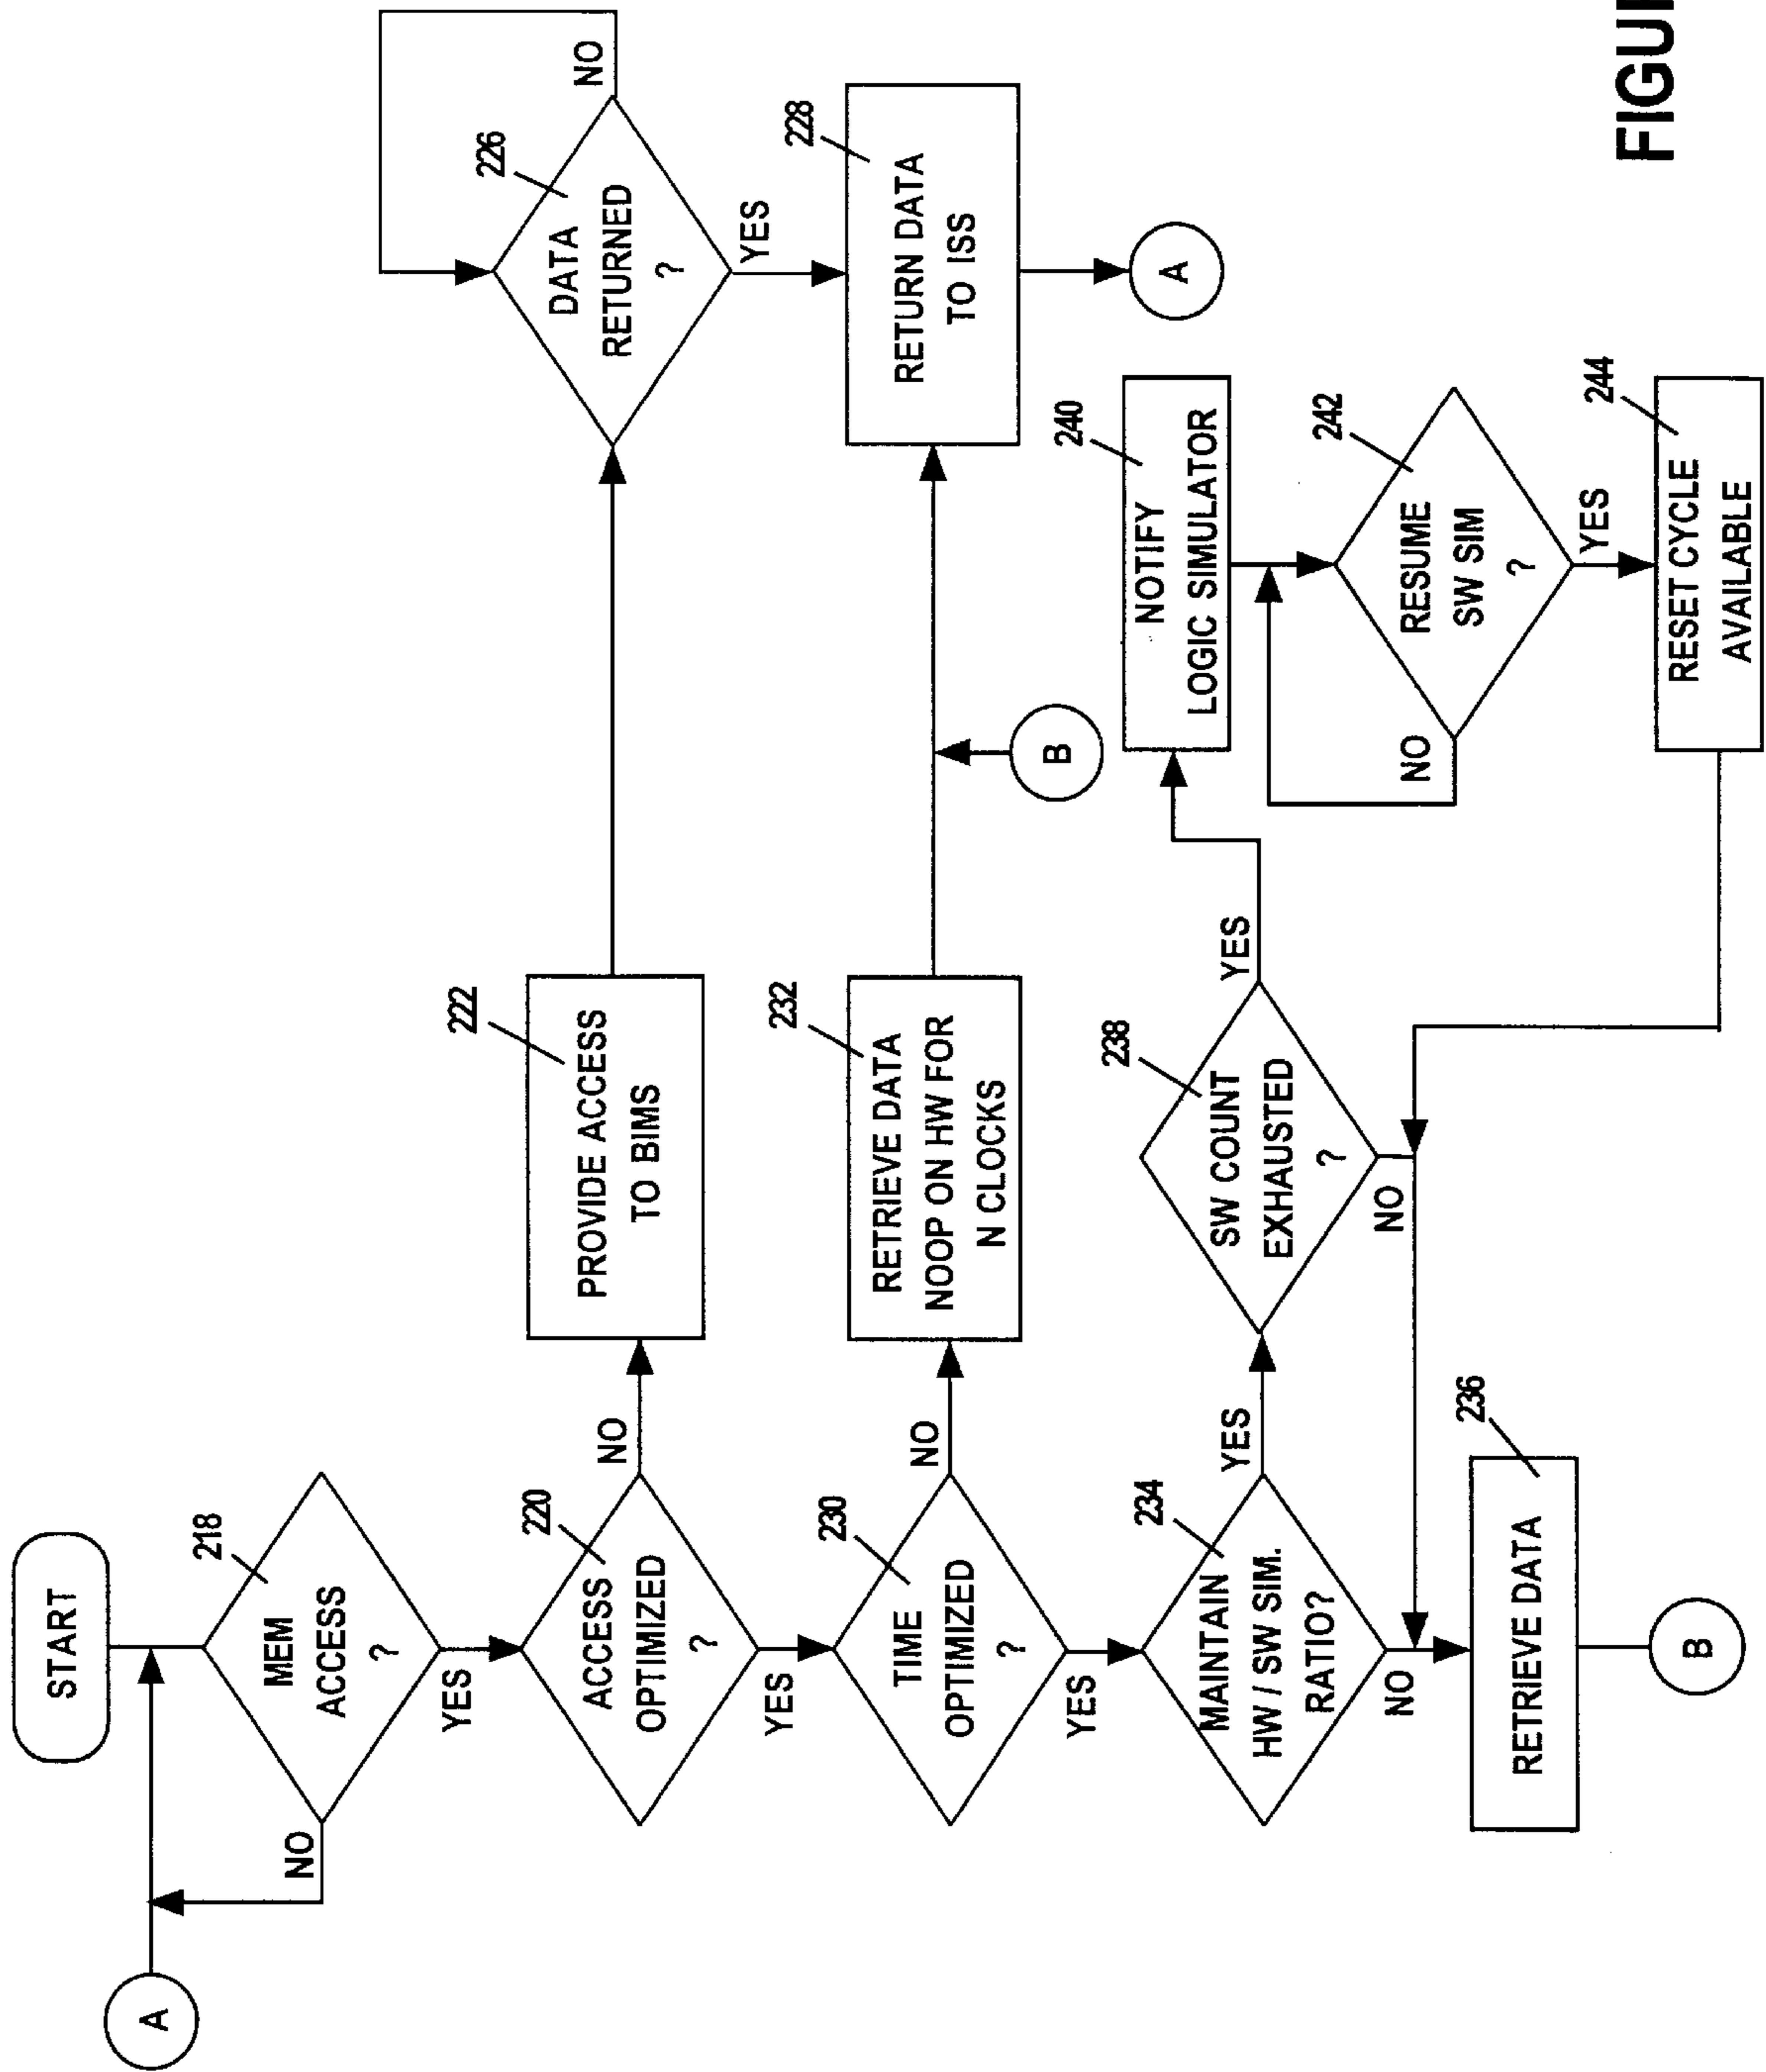 START
A
218
MEM
ACCESS
?
NO
YES
220
ACCESS
OPTIMIZED
?
NO
YES
222
PROVIDE ACCESS
TO BIMS
226
DATA
RETURNED
?
NO
YES
228
RETURN DATA
TO ISS
A
230
TIME
OPTIMIZED
?
NO
YES
232
RETRIEVE DATA
NOOP ON HW FOR
N CLOCKS
B
234
MAINTAIN
HW / SW SIM.
RATIO?
YES
NO
238
SW COUNT
EXHAUSTED
?
YES
NO
240
NOTIFY
LOGIC SIMULATOR
242
RESUME
SW SIM
?
NO
YES
244
RESET CYCLE
AVAILABLE
236
RETRIEVE DATA
B